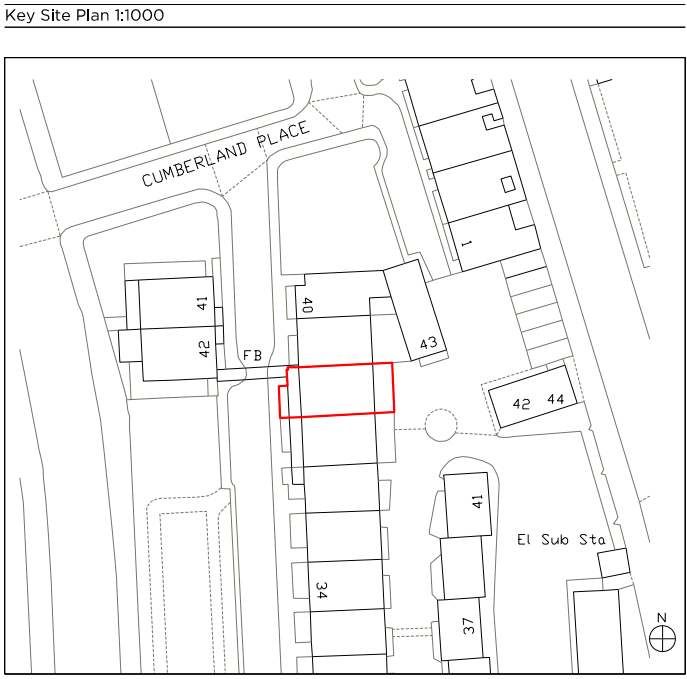 Key Site Plan 1:1000
CUMBERLAND PLACE
1
41
40
42
FB
43
42 44
41
El Sub Sta
34
37
N